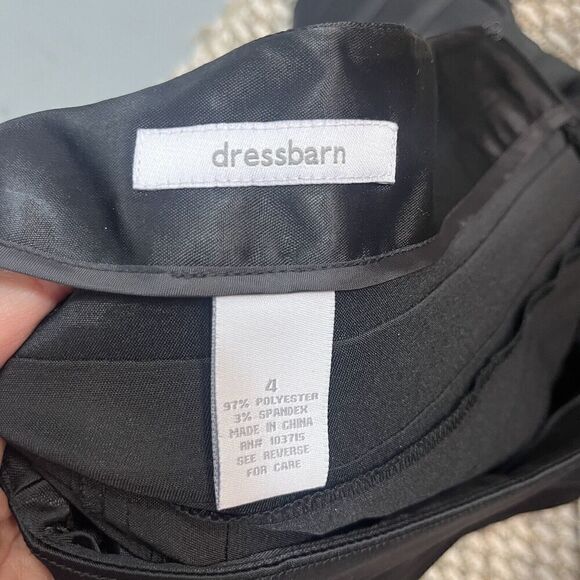 dressbarn
4
97% POLYESTER
3% SPANDEX
MADE IN CHINA
RN# 103715
SEE REVERSE
FOR CARE